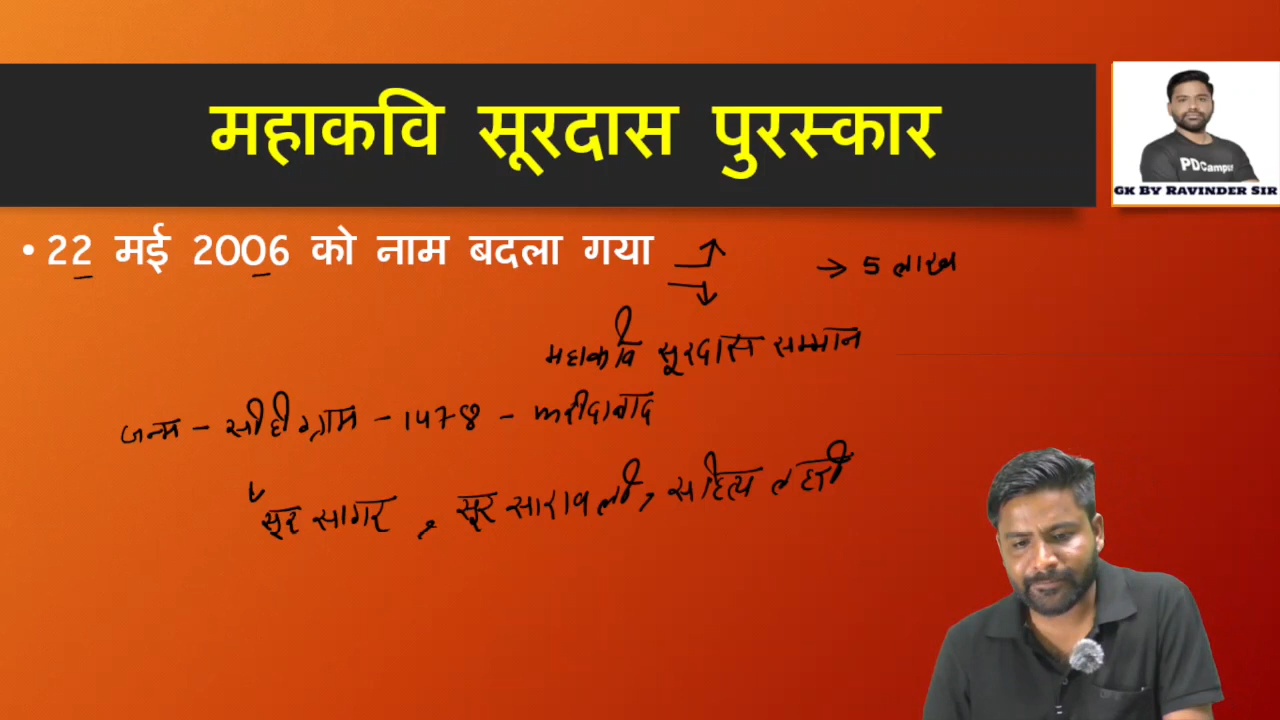 महाकवि सूरदास पुरस्कार
PDCampus
GK By Ravinder Sir
• 22 मई 2006 को नाम बदला गया
→ 5 लाख
महाकवि सूरदास सम्मान
जन्म - सीही ग्राम - 1478 - फरीदाबाद
सूर सागर , सूर सारावली, साहित्य लहरी